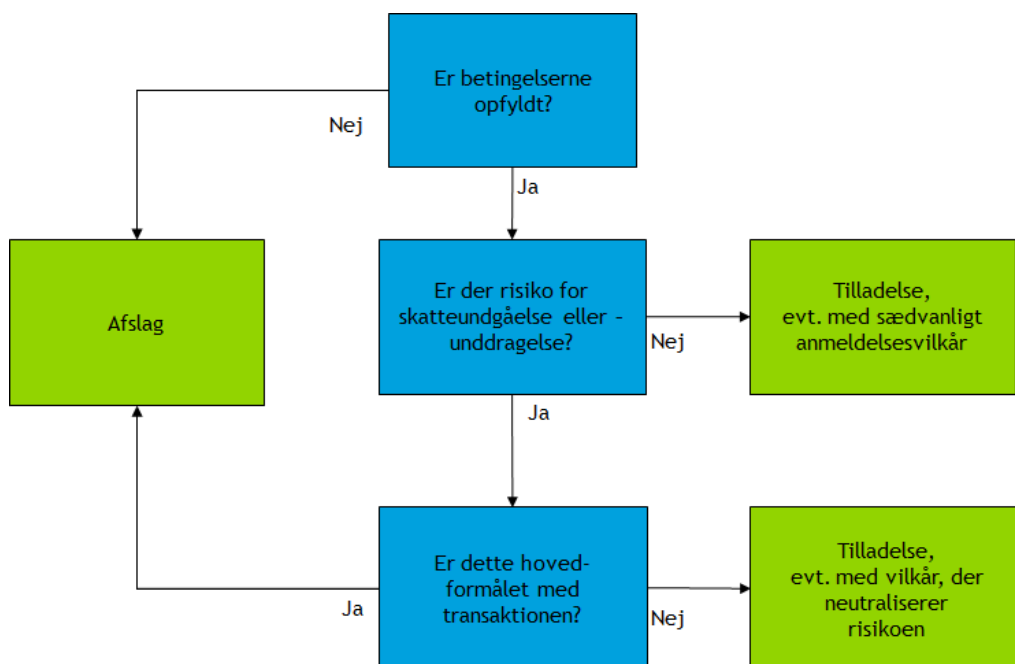 Er betingelserne
opfyldt?
Nej
Ja
Afslag
Er der risiko for
skatteundgåelse eller –
unddragelse?
Nej
Tilladelse,
evt. med sædvanligt
anmeldelsesvilkår
Ja
Er dette hoved-
formålet med
transaktionen?
Ja
Nej
Tilladelse,
evt. med vilkår, der
neutraliserer
risikoen